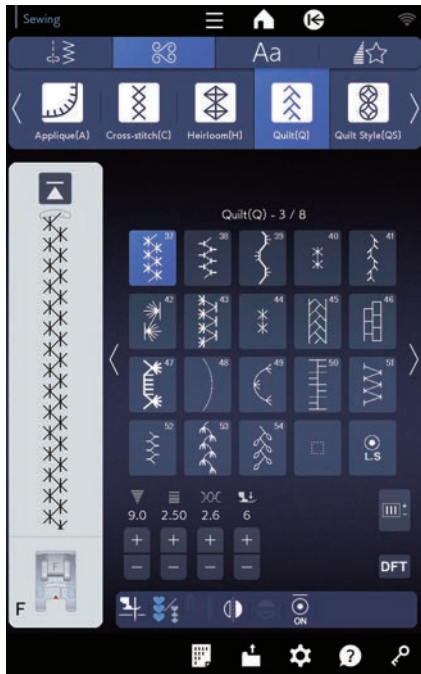 Sewing
Aa
Applique(A) Cross-stitch(C) Heirloom(H) Quilt(Q) Quilt Style(QS)
Quilt(Q) - 3 / 8
37 38 39 40 41
42 43 44 45 46
47 48 49 50 51
52 53 54 L.S
9.0 2.50 2.6 6
+ + + +
− − − − DFT
F
ON
?